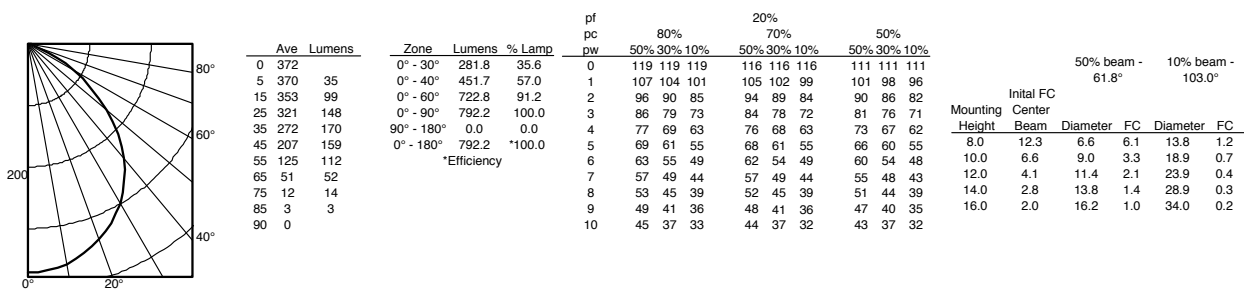 80°
60°
200
40°
0°
20°
Ave Lumens
0 372
5 370 35
15 353 99
25 321 148
35 272 170
45 207 159
55 125 112
65 51 52
75 12 14
85 3 3
90 0
Zone Lumens % Lamp
0° - 30° 281.8 35.6
0° - 40° 451.7 57.0
0° - 60° 722.8 91.2
0° - 90° 792.2 100.0
90° - 180° 0.0 0.0
0° - 180° 792.2 *100.0
*Efficiency
pf 20%
pc 80% 70% 50%
pw 50% 30% 10% 50% 30% 10% 50% 30% 10%
0 119 119 119 116 116 116 111 111 111
1 107 104 101 105 102 99 101 98 96
2 96 90 85 94 89 84 90 86 82
3 86 79 73 84 78 72 81 76 71
4 77 69 63 76 68 63 73 67 62
5 69 61 55 68 61 55 66 60 55
6 63 55 49 62 54 49 60 54 48
7 57 49 44 57 49 44 55 48 43
8 53 45 39 52 45 39 51 44 39
9 49 41 36 48 41 36 47 40 35
10 45 37 33 44 37 32 43 37 32
50% beam - 10% beam -
61.8° 103.0°
Inital FC
Mounting Center
Height Beam Diameter FC Diameter FC
8.0 12.3 6.6 6.1 13.8 1.2
10.0 6.6 9.0 3.3 18.9 0.7
12.0 4.1 11.4 2.1 23.9 0.4
14.0 2.8 13.8 1.4 28.9 0.3
16.0 2.0 16.2 1.0 34.0 0.2